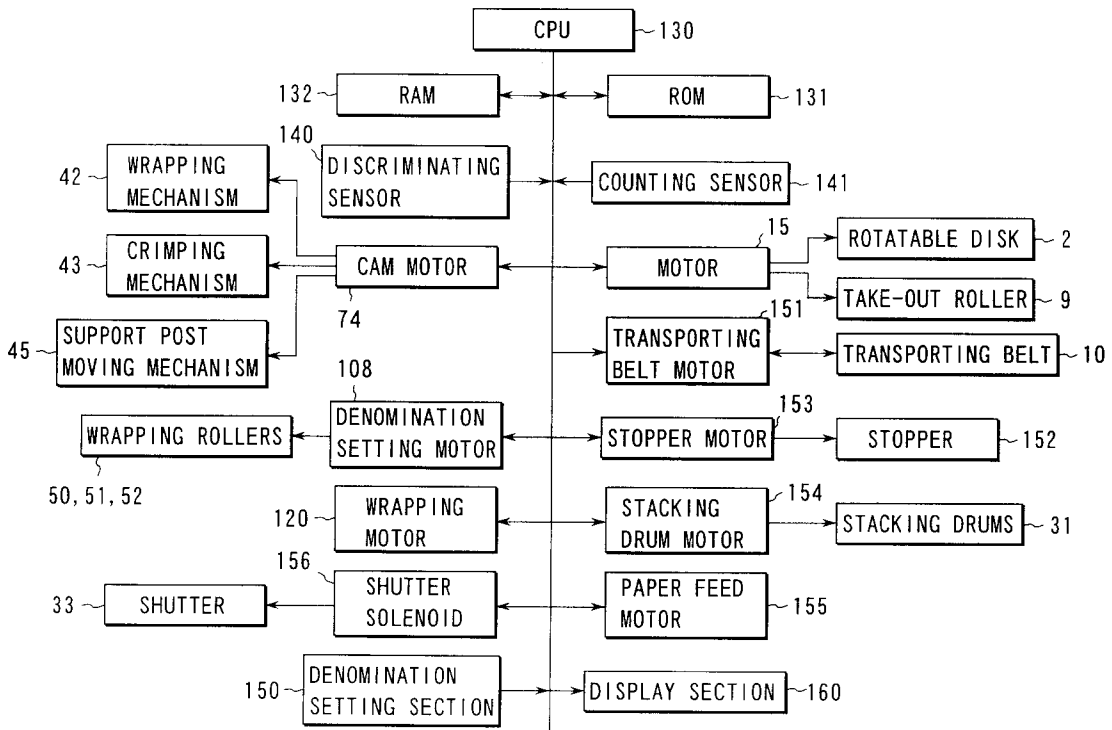 CPU
130
132
RAM
ROM
131
140
42
WRAPPING
MECHANISM
DISCRIMINATING
SENSOR
COUNTING SENSOR
141
15
ROTATABLE DISK
2
43
CRIMPING
MECHANISM
CAM MOTOR
MOTOR
74
TAKE-OUT ROLLER
9
151
45
SUPPORT POST
MOVING MECHANISM
TRANSPORTING
BELT MOTOR
TRANSPORTING BELT
10
108
153
WRAPPING ROLLERS
DENOMINATION
SETTING MOTOR
STOPPER MOTOR
STOPPER
152
50, 51, 52
154
120
WRAPPING
MOTOR
STACKING
DRUM MOTOR
STACKING DRUMS
31
156
33
SHUTTER
SHUTTER
SOLENOID
PAPER FEED
MOTOR
155
150
DENOMINATION
SETTING SECTION
DISPLAY SECTION
160